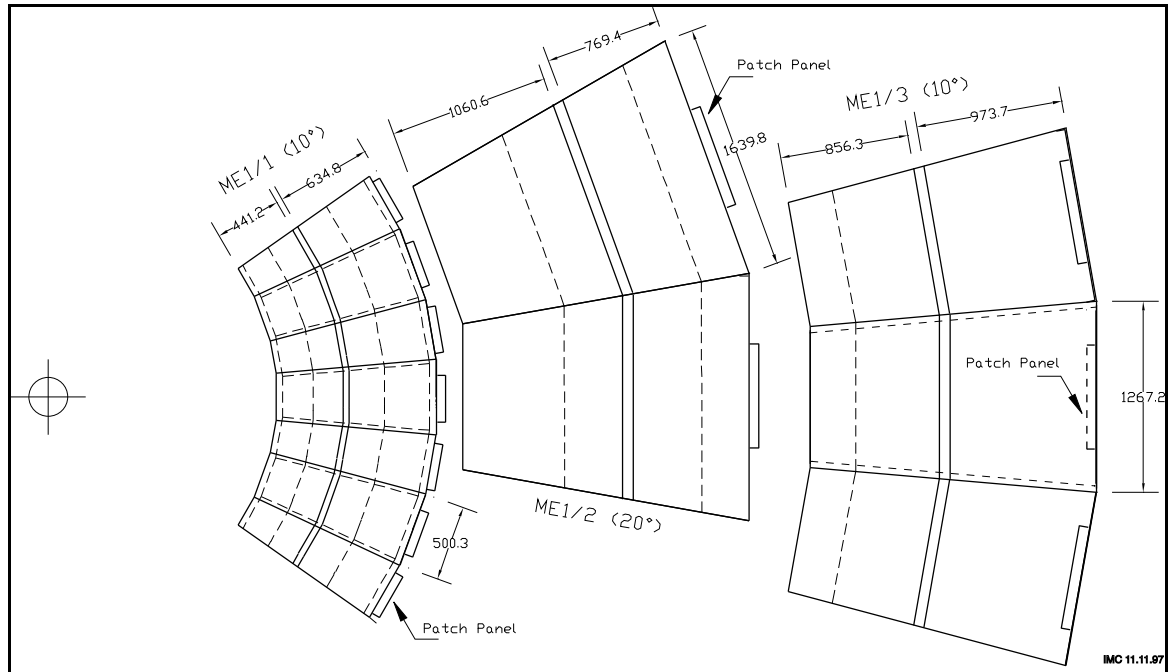 769.4
Patch Panel
1060.6
ME1/3 (10°)
973.7
ME1/1 (10°)
1639.8
856.3
634.8
441.2
Patch Panel
1267.2
ME1/2 (20°)
500.3
Patch Panel
IMC 11.11.97